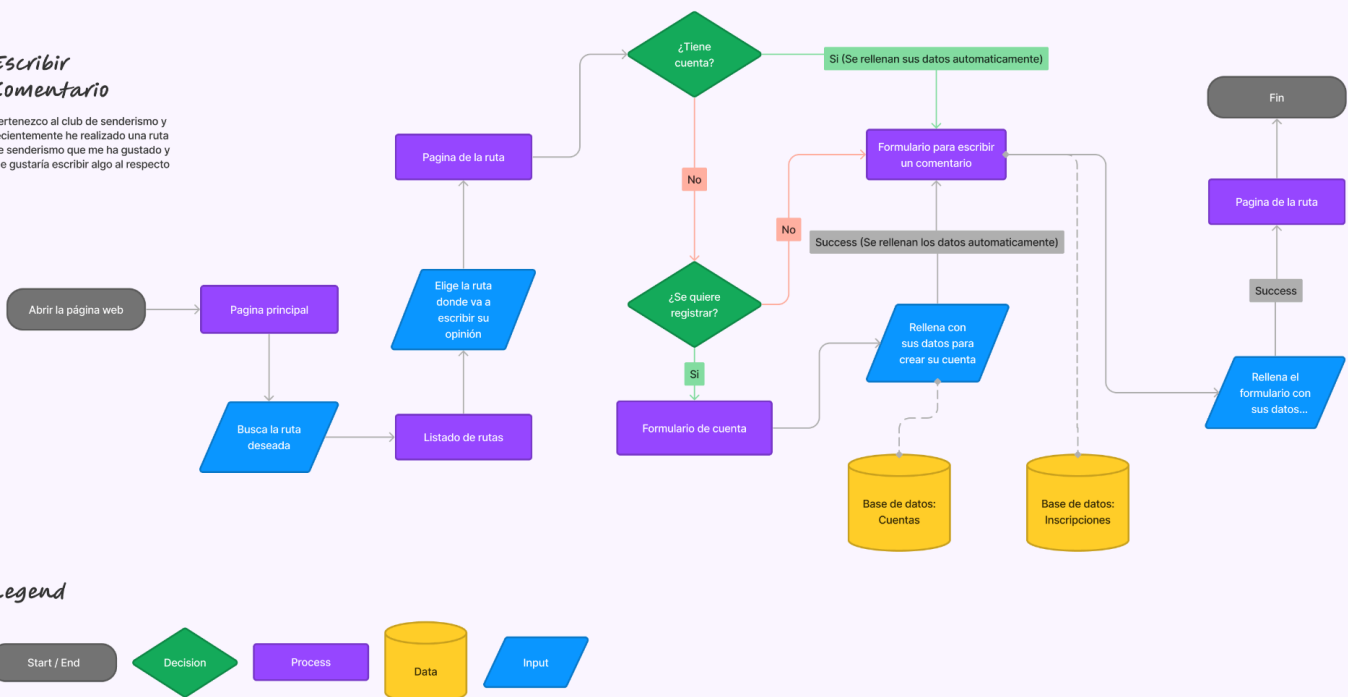 Escribir
Comentario
ertenezco al club de senderismo y
ecientemente he realizado una ruta
e senderismo que me ha gustado y
e gustaría escribir algo al respecto
Abrir la página web
Pagina principal
Busca la ruta
deseada
Listado de rutas
Elige la ruta
donde va a
escribir su
opinión
Pagina de la ruta
¿Tiene
cuenta?
Si (Se rellenan sus datos automaticamente)
No
¿Se quiere
registrar?
No
Si
Formulario de cuenta
Rellena con
sus datos para
crear su cuenta
Success (Se rellenan los datos automaticamente)
Formulario para escribir
un comentario
Base de datos:
Cuentas
Base de datos:
Inscripciones
Rellena el
formulario con
sus datos...
Success
Pagina de la ruta
Fin
Legend
Start / End
Decision
Process
Data
Input